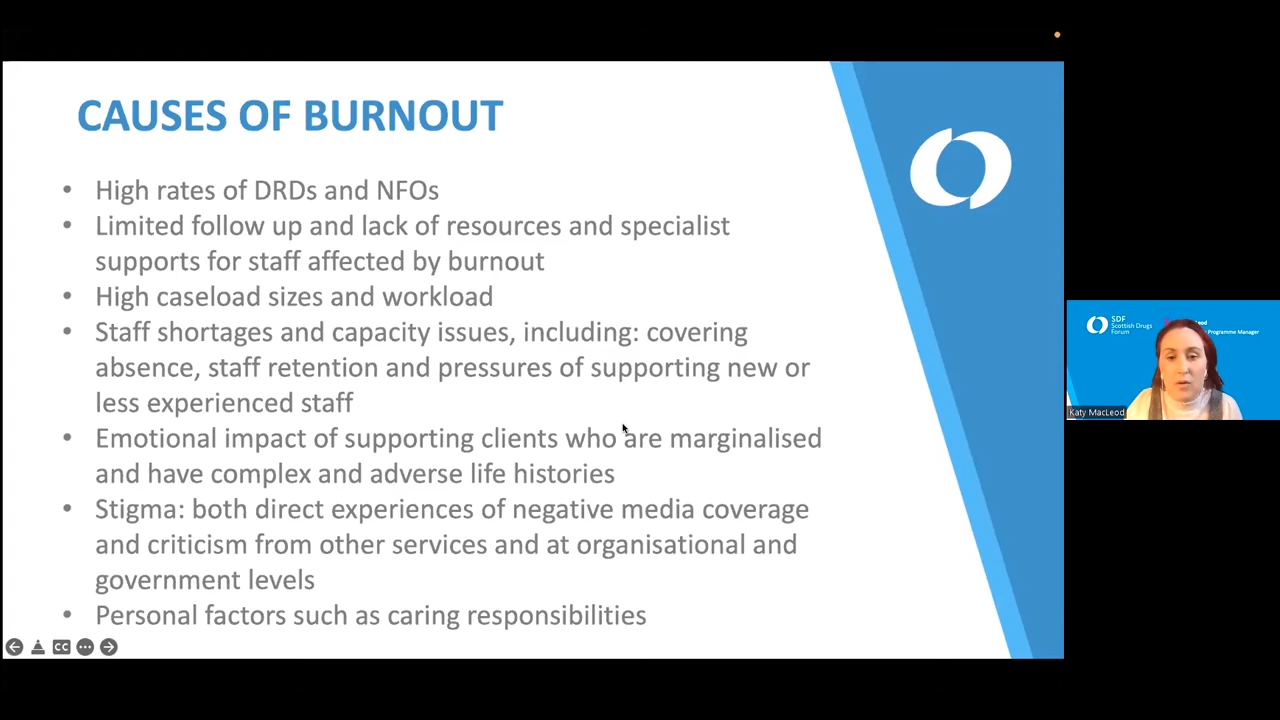 CAUSES OF BURNOUT
• High rates of DRDs and NFOs
• Limited follow up and lack of resources and specialist
supports for staff affected by burnout
• High caseload sizes and workload
• Staff shortages and capacity issues, including: covering
absence, staff retention and pressures of supporting new or
less experienced staff
• Emotional impact of supporting clients who are marginalised
and have complex and adverse life histories
• Stigma: both direct experiences of negative media coverage
and criticism from other services and at organisational and
government levels
• Personal factors such as caring responsibilities
CC
SDF
Scottish Drugs
Forum
Programme Manager
Katy MacLeod